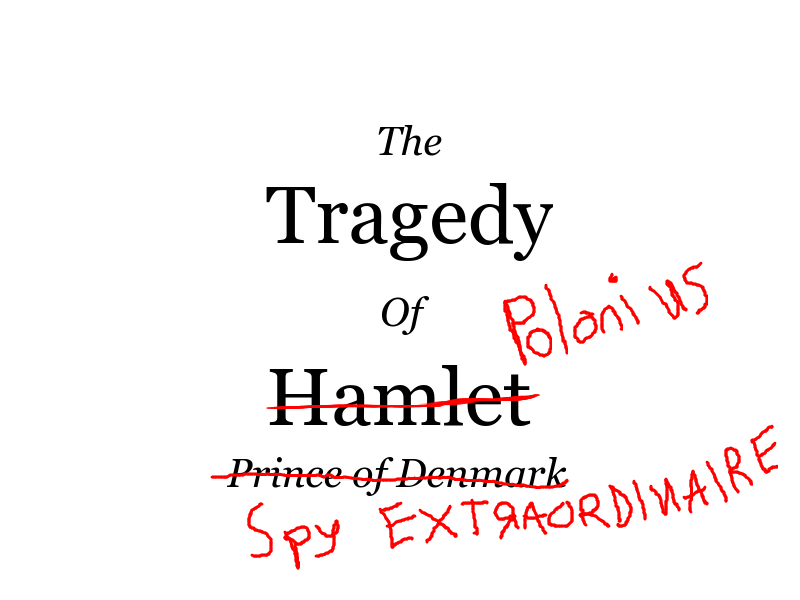 The
Tragedy
Of
Polonius
Hamlet
Prince of Denmark
Spy EXTRAORDINAIRE